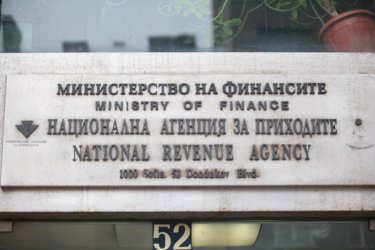 МИНИСТЕРСТВО НА ФИНАНСИТЕ
MINISTRY OF FINANCE
НАЦИОНАЛНА АГЕНЦИЯ ЗА ПРИХОДИТЕ
NATIONAL REVENUE AGENCY
1000 Sofia. 52 Dondukov Blvd.
52